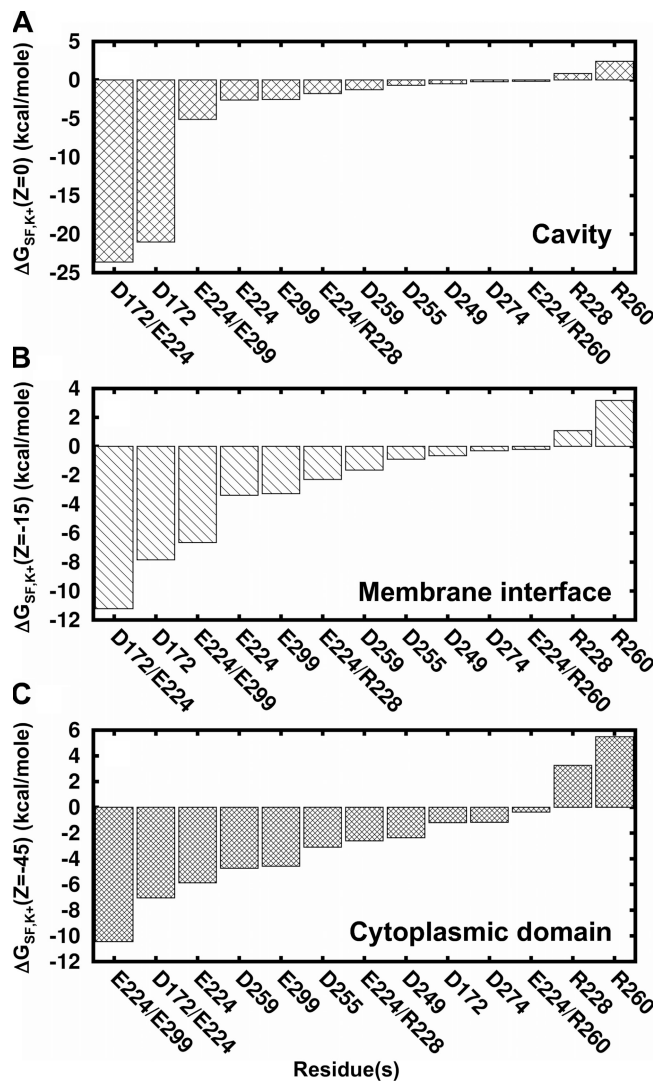 A
ΔG_SF,K+(Z=0) (kcal/mole)
5
0
-5
-10
-15
-20
-25
Cavity
D172/E224
D172
E224/E299
E224
E299
E224/R228
D259
D255
D249
D274
E224/R260
R228
R260
B
ΔG_SF,K+(Z=-15) (kcal/mole)
4
2
0
-2
-4
-6
-8
-10
-12
Membrane interface
D172/E224
D172
E224/E299
E224
E299
E224/R228
D259
D255
D249
D274
E224/R260
R228
R260
C
ΔG_SF,K+(Z=-45) (kcal/mole)
6
4
2
0
-2
-4
-6
-8
-10
-12
Cytoplasmic domain
E224/E299
D172/E224
E224
D259
E299
D255
E224/R228
D249
D172
D274
E224/R260
R228
R260
Residue(s)